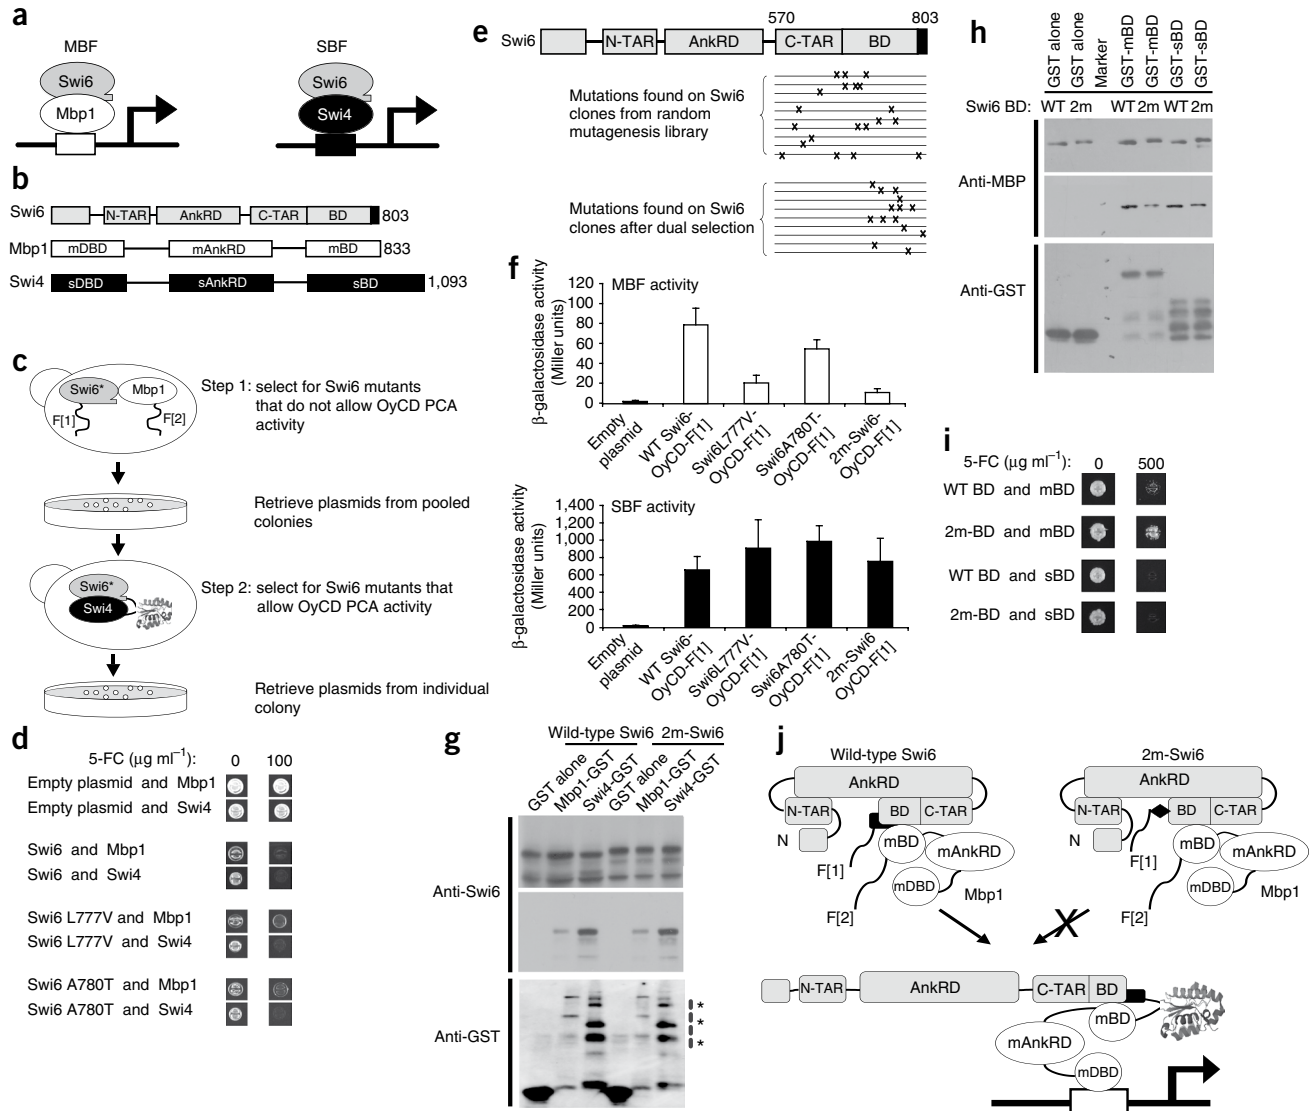 a
MBF
Swi6
Mbp1
SBF
Swi6
Swi4
b
Swi6 N-TAR AnkRD C-TAR BD 803
Mbp1 mDBD mAnkRD mBD 833
Swi4 sDBD sAnkRD sBD 1,093
c
Swi6* Mbp1
F[1] F[2]
Step 1: select for Swi6 mutants
that do not allow OyCD PCA
activity
Retrieve plasmids from pooled
colonies
Swi6*
Swi4
Step 2: select for Swi6 mutants that
allow OyCD PCA activity
Retrieve plasmids from individual
colony
d
5-FC (µg ml⁻¹): 0 100
Empty plasmid and Mbp1
Empty plasmid and Swi4
Swi6 and Mbp1
Swi6 and Swi4
Swi6 L777V and Mbp1
Swi6 L777V and Swi4
Swi6 A780T and Mbp1
Swi6 A780T and Swi4
e
570 803
Swi6 N-TAR AnkRD C-TAR BD
Mutations found on Swi6
clones from random
mutagenesis library
Mutations found on Swi6
clones after dual selection
f
MBF activity
β-galactosidase activity
(Miller units)
120
100
80
60
40
20
0
Empty
plasmid
WT Swi6-
OyCD-F[1]
Swi6L777V-
OyCD-F[1]
Swi6A780T-
OyCD-F[1]
2m-Swi6-
OyCD-F[1]
SBF activity
β-galactosidase activity
(Miller units)
1,400
1,200
1,000
800
600
400
200
0
Empty
plasmid
WT Swi6-
OyCD-F[1]
Swi6L777V-
OyCD-F[1]
Swi6A780T-
OyCD-F[1]
2m-Swi6
OyCD-F[1]
g
Wild-type Swi6 2m-Swi6
GST alone
Mbp1-GST
Swi4-GST
GST alone
Mbp1-GST
Swi4-GST
Anti-Swi6
Anti-GST
*
*
*
h
GST alone
GST alone
Marker
GST-mBD
GST-mBD
GST-sBD
GST-sBD
Swi6 BD: WT 2m WT 2m WT 2m
Anti-MBP
Anti-GST
i
5-FC (µg ml⁻¹): 0 500
WT BD and mBD
2m-BD and mBD
WT BD and sBD
2m-BD and sBD
j
Wild-type Swi6
AnkRD
N-TAR BD C-TAR
N
mBD
mAnkRD
F[1]
mDBD
Mbp1
F[2]
2m-Swi6
AnkRD
N-TAR BD C-TAR
N
mBD
mAnkRD
F[1]
mDBD
Mbp1
F[2]
X
N-TAR AnkRD C-TAR BD
mBD
mAnkRD
mDBD